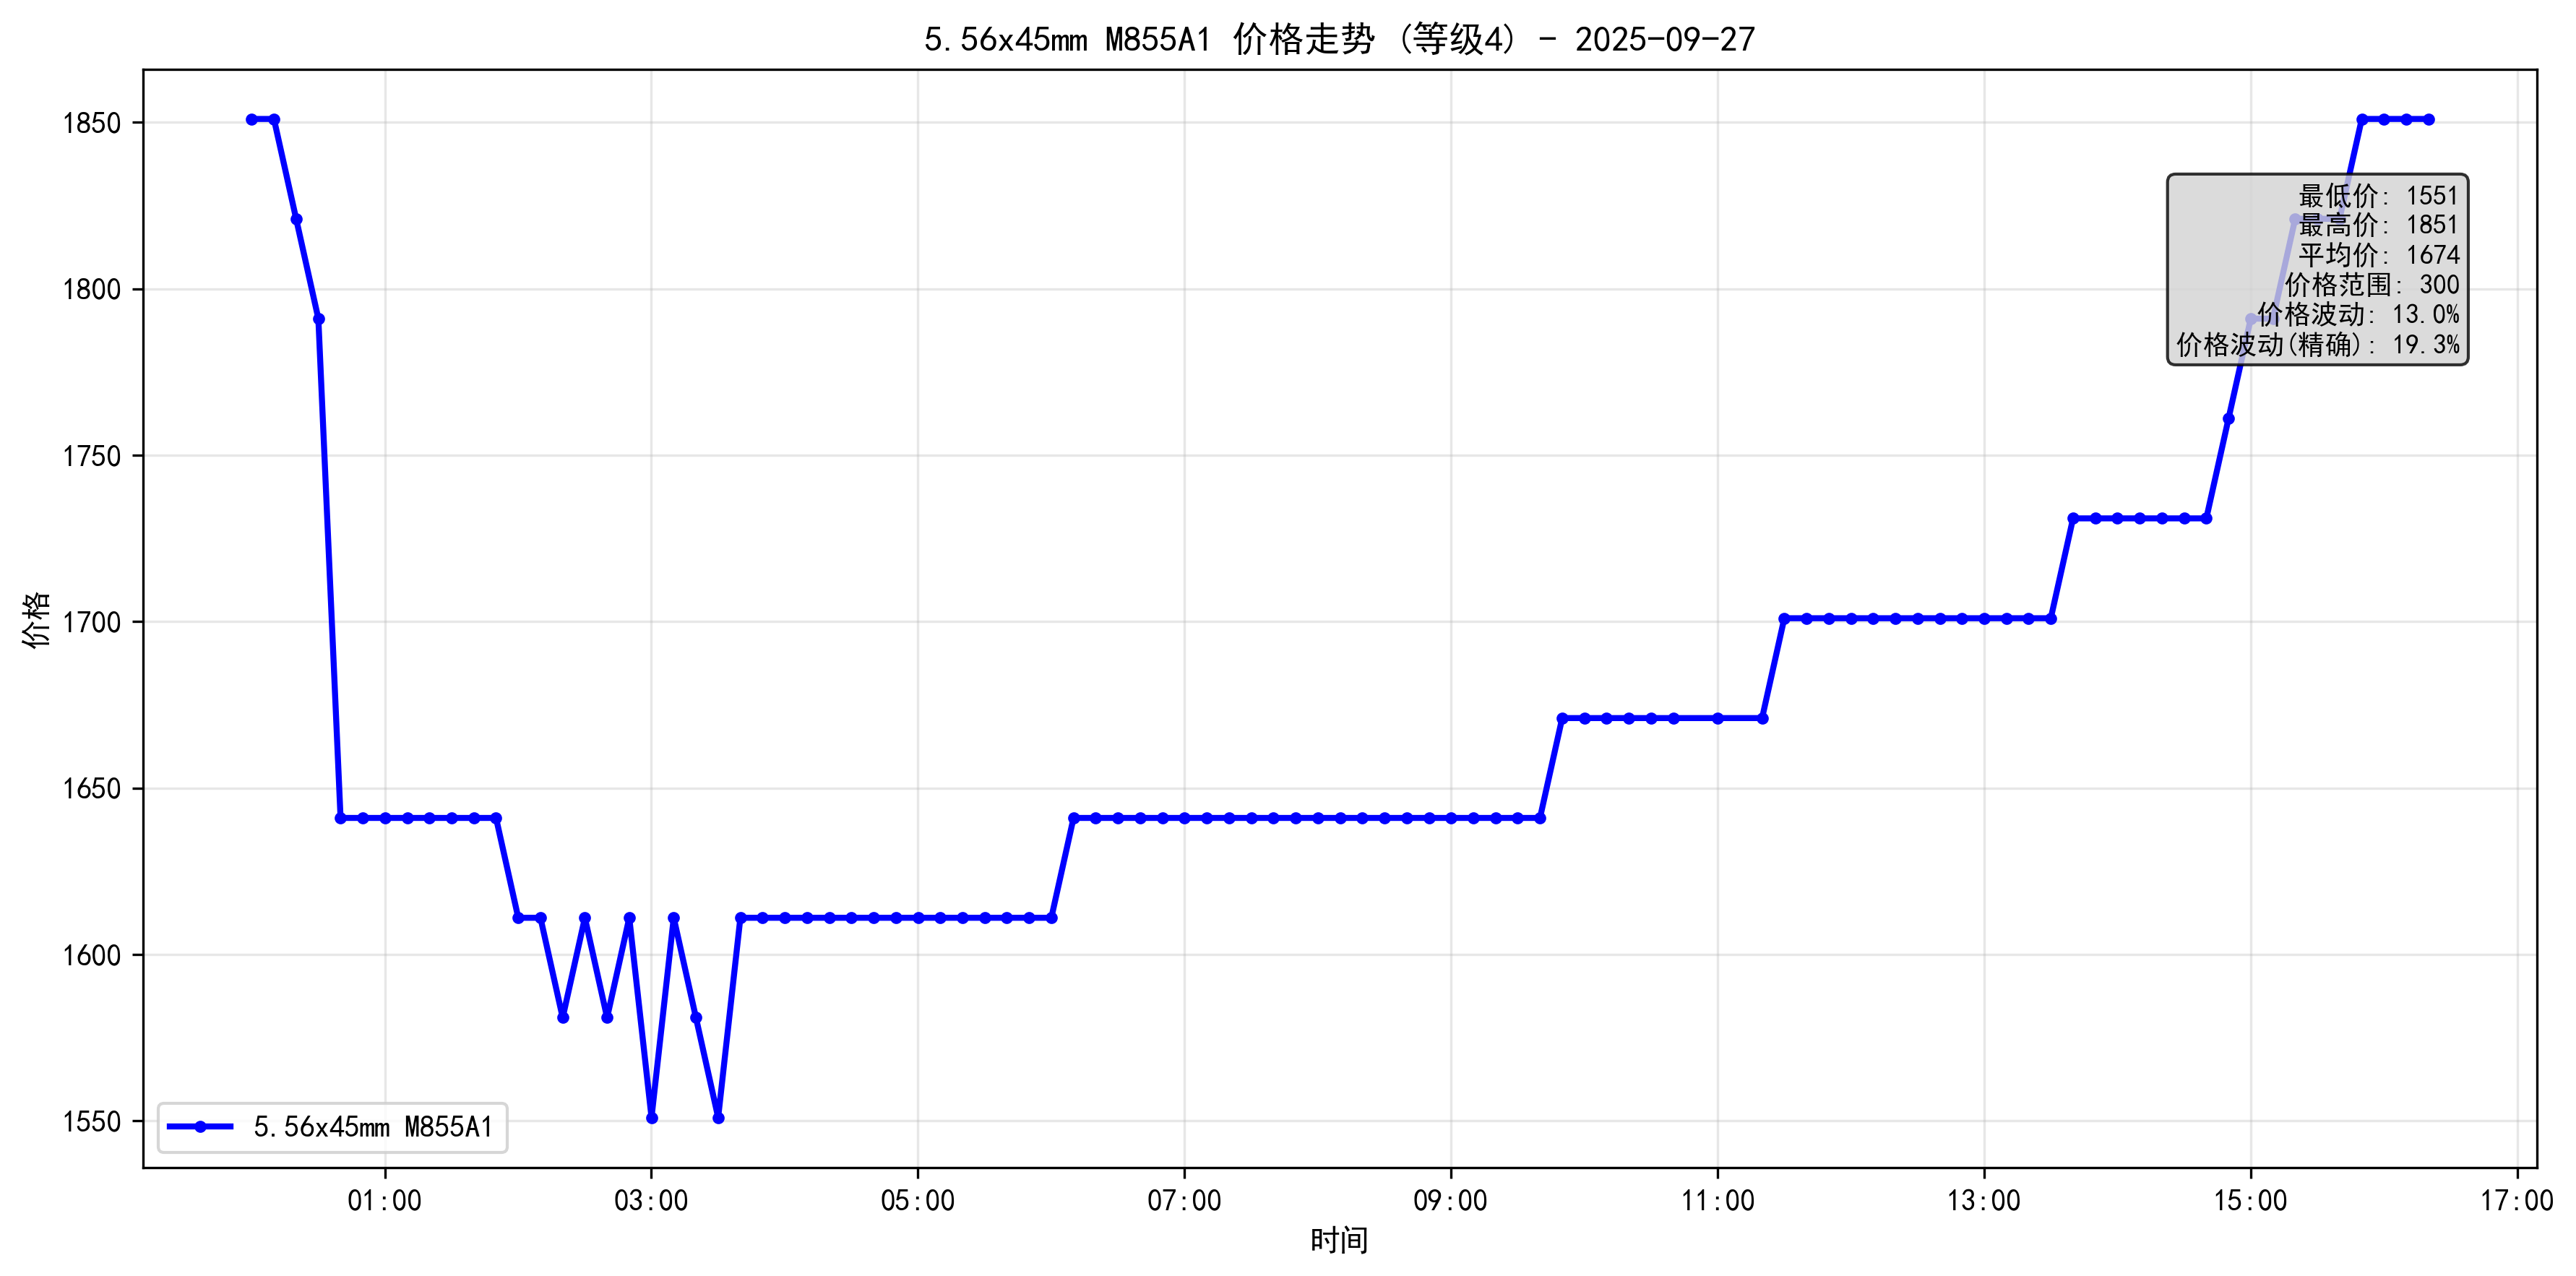 5.56x45mm M855A1 价格走势 (等级4) - 2025-09-27
价格
1850
1800
1750
1700
1650
1600
1550
最低价: 1551
最高价: 1851
平均价: 1674
价格范围: 300
价格波动: 13.0%
价格波动(精确): 19.3%
5.56x45mm M855A1
01:00 03:00 05:00 07:00 09:00 11:00 13:00 15:00 17:00
时间